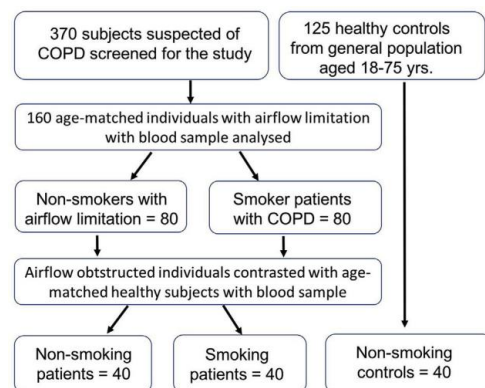 370 subjects suspected of
COPD screened for the study
125 healthy controls
from general population
aged 18-75 yrs.
160 age-matched individuals with airflow limitation
with blood sample analysed
Non-smokers with
airflow limitation = 80
Smoker patients
with COPD = 80
Airflow obtstructed individuals contrasted with age-
matched healthy subjects with blood sample
Non-smoking
patients = 40
Smoking
patients = 40
Non-smoking
controls = 40